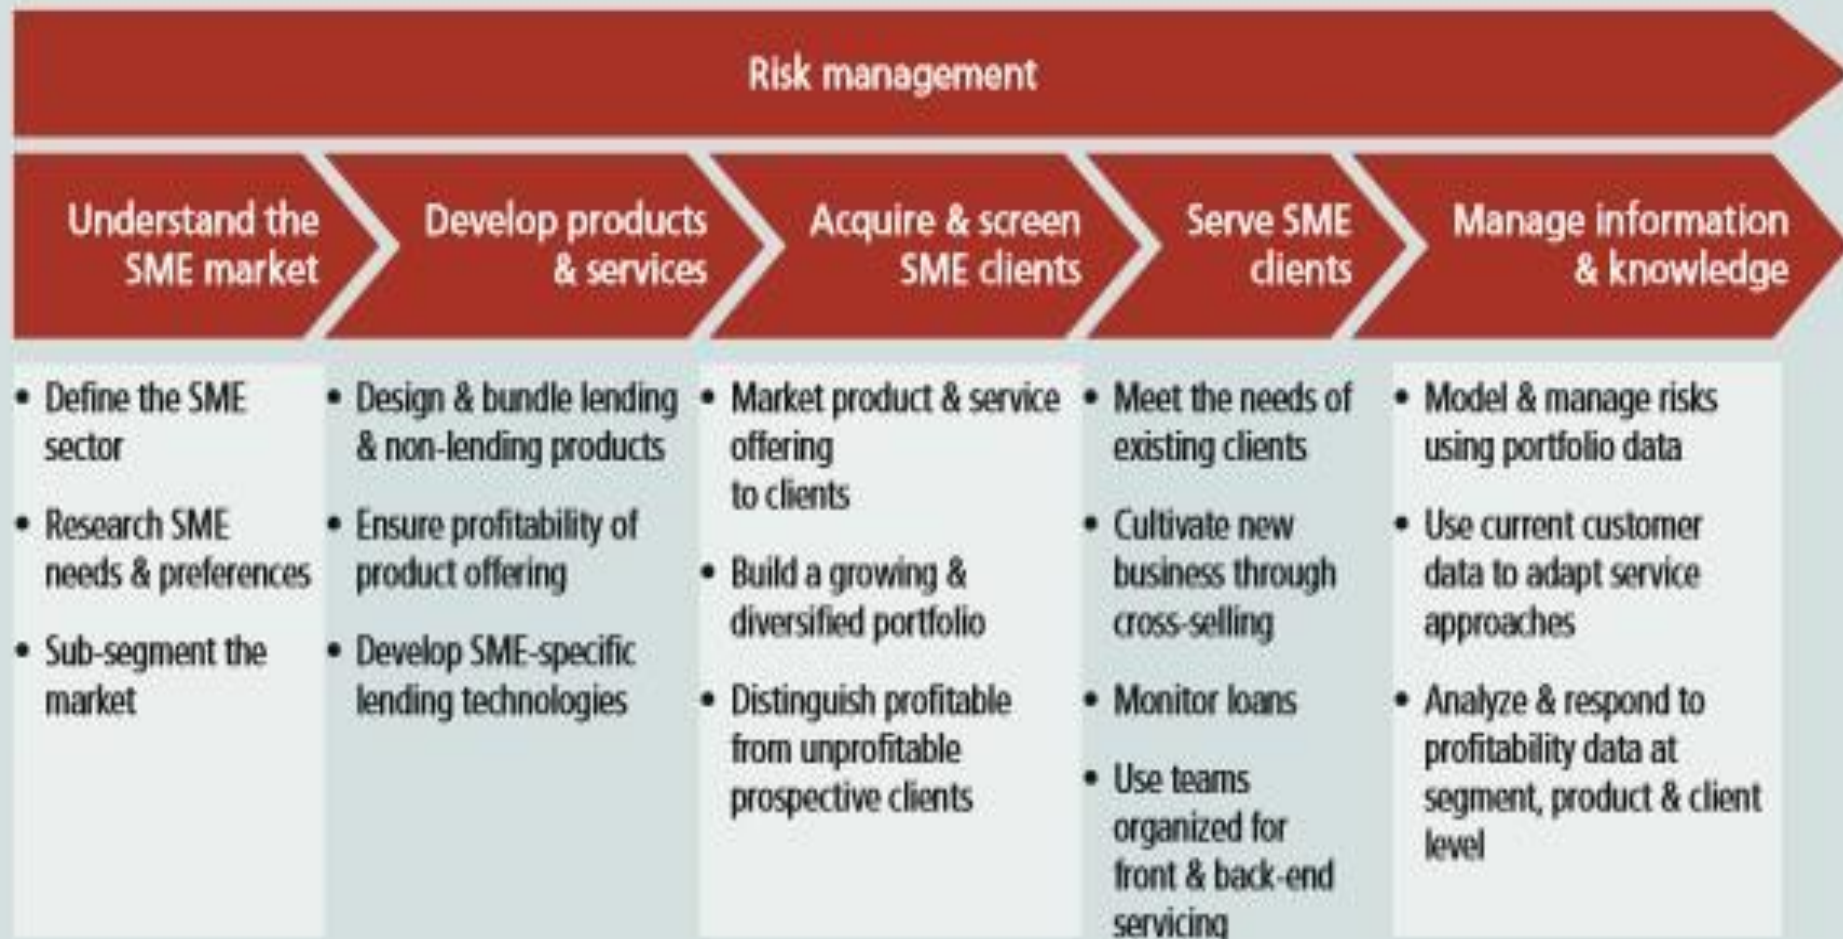 Risk management
Understand the
SME market
Develop products
& services
Acquire & screen
SME clients
Serve SME
clients
Manage information
& knowledge
• Define the SME
sector
• Research SME
needs & preferences
• Sub-segment the
market
• Design & bundle lending
& non-lending products
• Ensure profitability of
product offering
• Develop SME-specific
lending technologies
• Market product & service
offering
to clients
• Build a growing &
diversified portfolio
• Distinguish profitable
from unprofitable
prospective clients
• Meet the needs of
existing clients
• Cultivate new
business through
cross-selling
• Monitor loans
• Use teams
organized for
front & back-end
servicing
• Model & manage risks
using portfolio data
• Use current customer
data to adapt service
approaches
• Analyze & respond to
profitability data at
segment, product & client
level